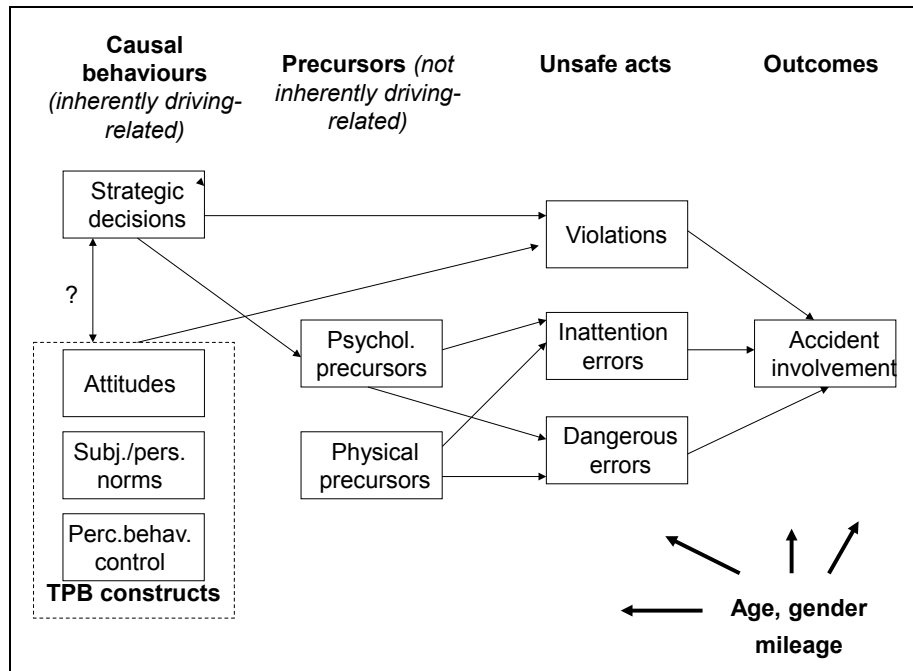 Causal
behaviours
(inherently driving-
related)
Precursors (not
inherently driving-
related)
Unsafe acts
Outcomes
Strategic
decisions
?
Attitudes
Subj./pers.
norms
Perc.behav.
control
TPB constructs
Psychol.
precursors
Physical
precursors
Violations
Inattention
errors
Dangerous
errors
Accident
involvement
Age, gender
mileage